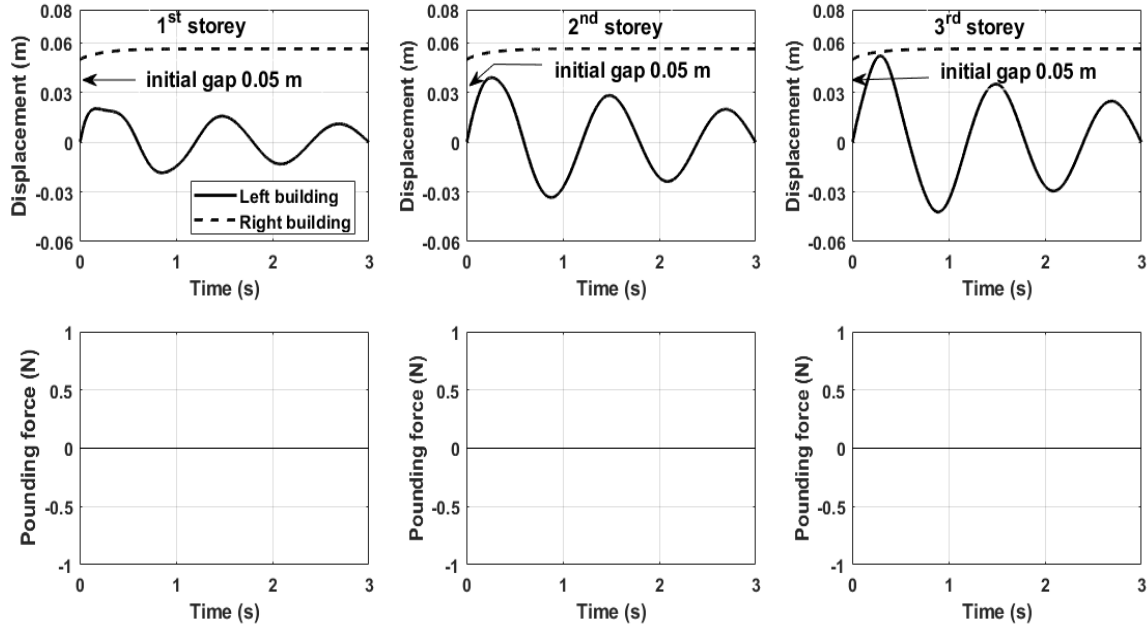 0.08
0.06
0.03
0
-0.03
-0.06
Displacement (m)
1st storey
initial gap 0.05 m
Left building
Right building
0 1 2 3
Time (s)
0.08
0.06
0.03
0
-0.03
-0.06
Displacement (m)
2nd storey
initial gap 0.05 m
0 1 2 3
Time (s)
0.08
0.06
0.03
0
-0.03
-0.06
Displacement (m)
3rd storey
initial gap 0.05 m
0 1 2 3
Time (s)
1
0.5
0
-0.5
-1
Pounding force (N)
0 1 2 3
Time (s)
1
0.5
0
-0.5
-1
Pounding force (N)
0 1 2 3
Time (s)
1
0.5
0
-0.5
-1
Pounding force (N)
0 1 2 3
Time (s)